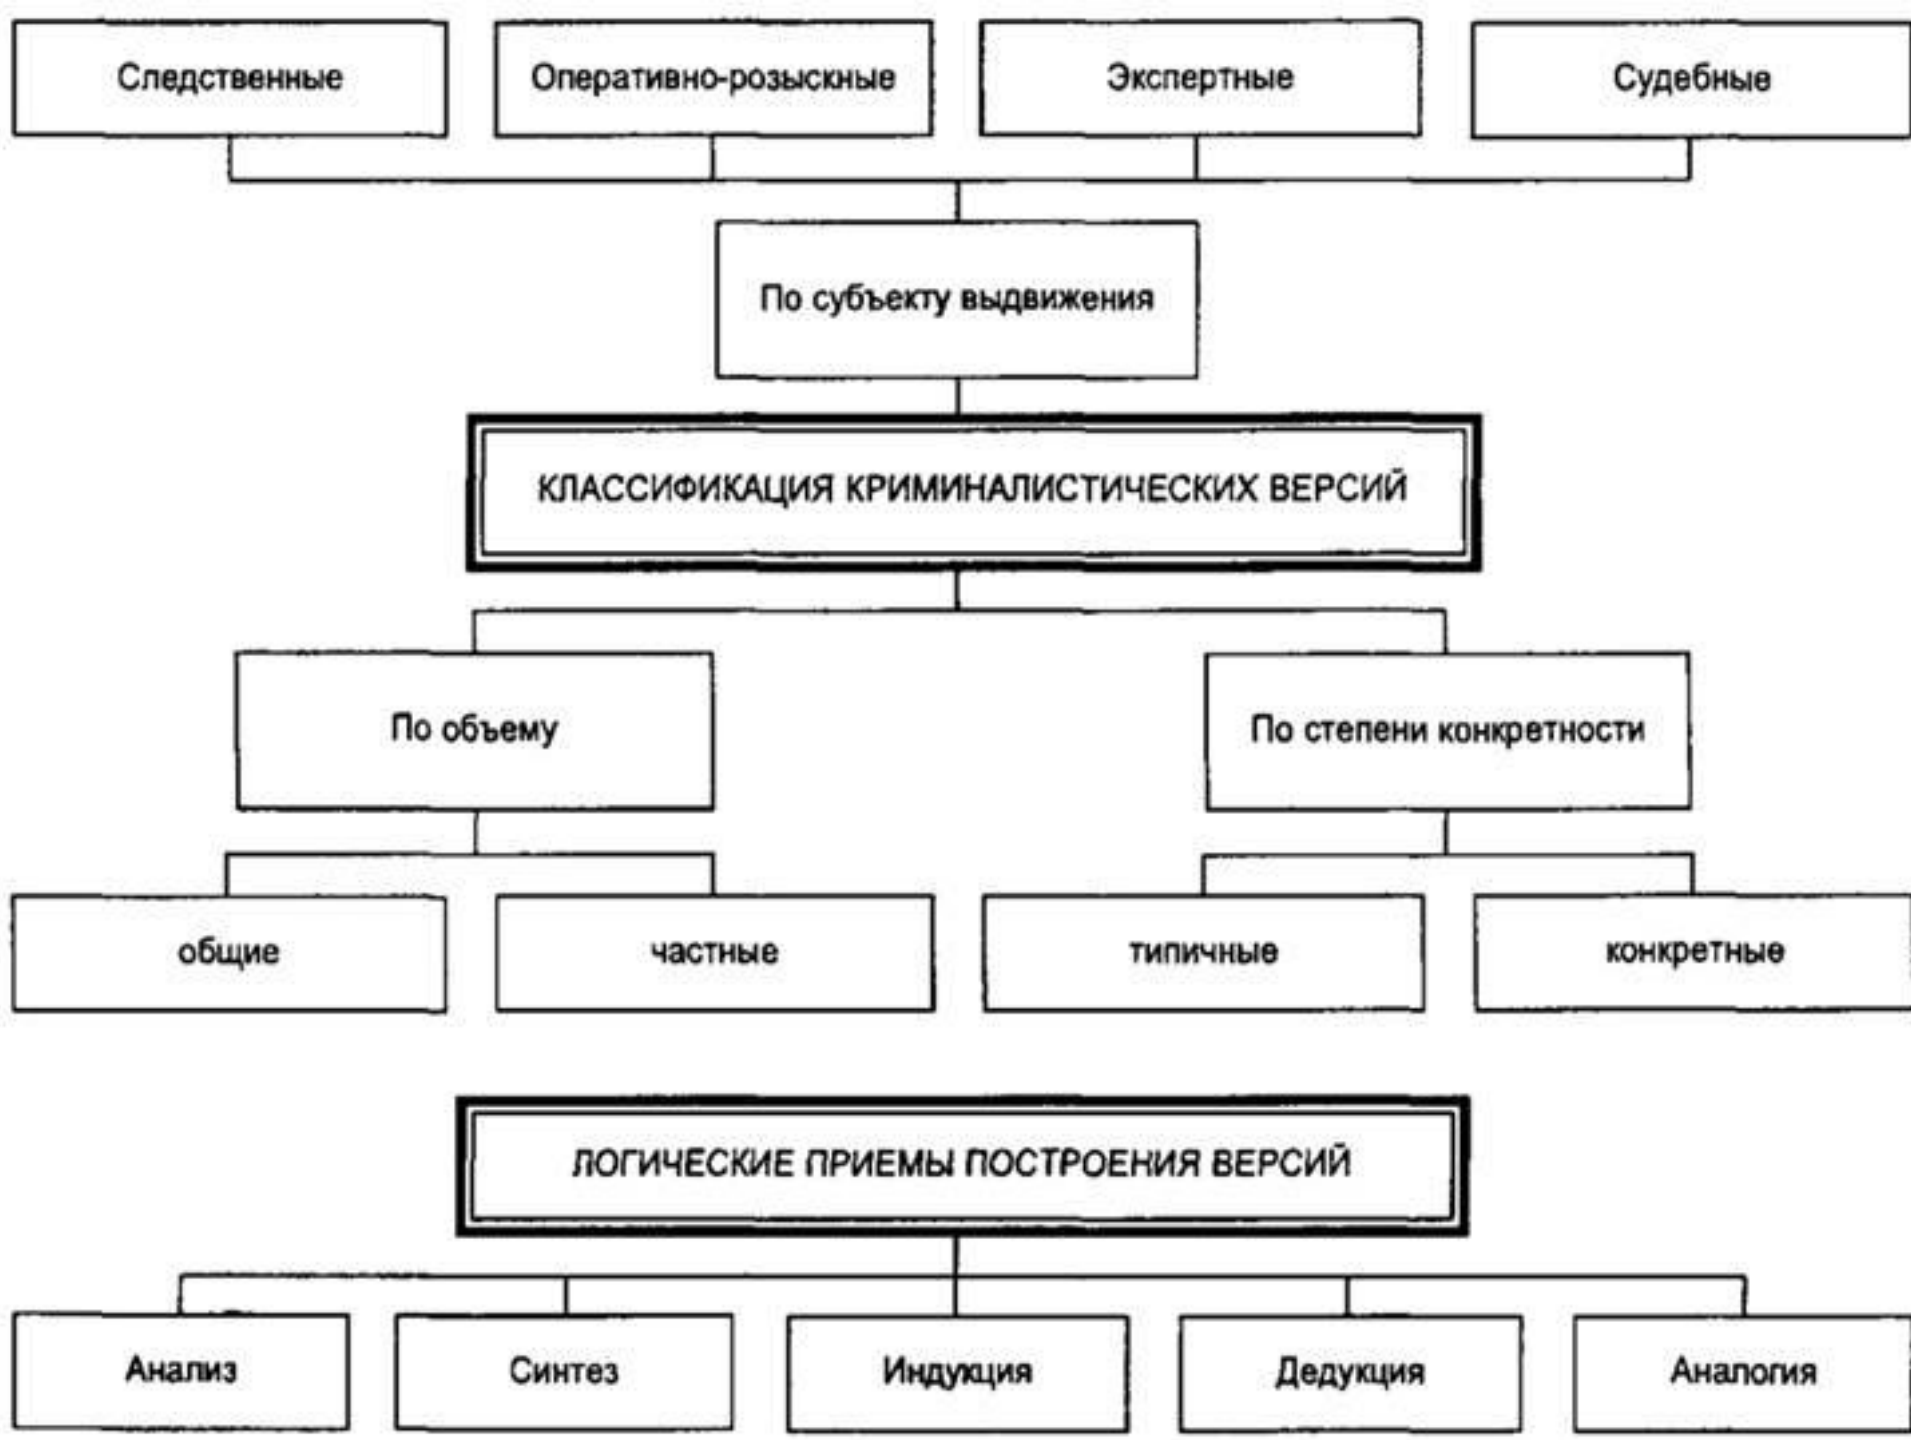 Следственные
Оперативно-розыскные
Экспертные
Судебные
По субъекту выдвижения
КЛАССИФИКАЦИЯ КРИМИНАЛИСТИЧЕСКИХ ВЕРСИЙ
По объему
По степени конкретности
общие
частные
типичные
конкретные
ЛОГИЧЕСКИЕ ПРИЕМЫ ПОСТРОЕНИЯ ВЕРСИЙ
Анализ
Синтез
Индукция
Дедукция
Аналогия